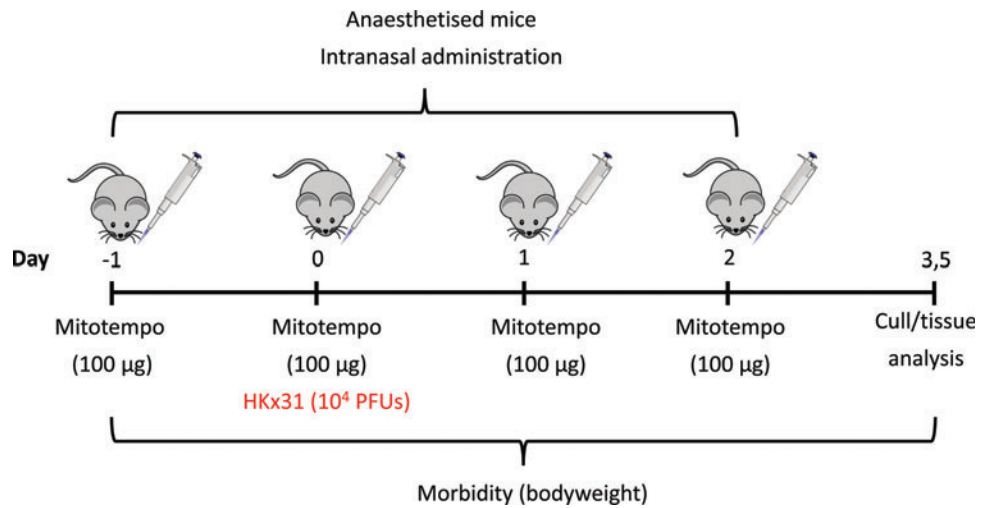 Anaesthetised mice
Intranasal administration
Day -1 0 1 2 3,5
Mitotempo Mitotempo Mitotempo Mitotempo Cull/tissue
(100 µg) (100 µg) (100 µg) (100 µg) analysis
HKx31 (10⁴ PFUs)
Morbidity (bodyweight)